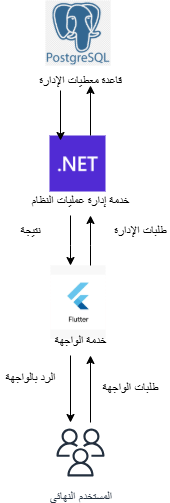 PostgreSQL
قاعدة معطيات الإدارة
.NET
خدمة إدارة عمليات النظام
طلبات الإدارة
نتيجة
Flutter
خدمة الواجهة
الرد بالواجهة
طلبات الواجهة
المستخدم النهائي